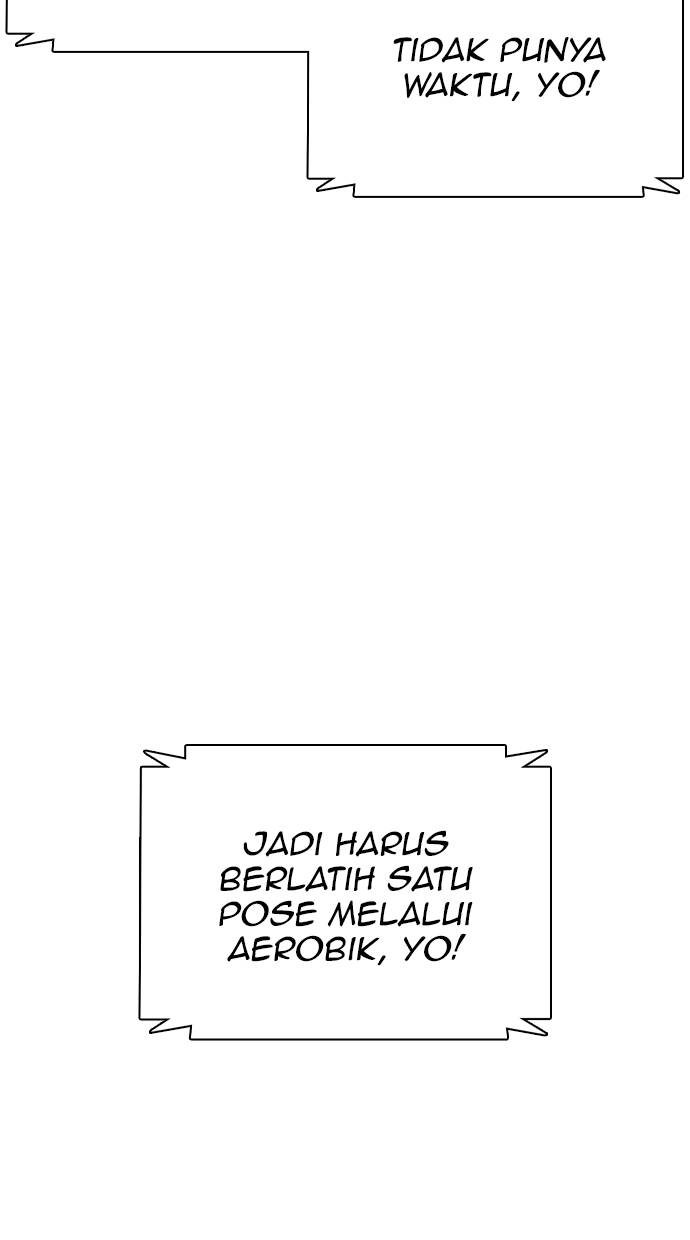 TIDAK PUNYA
WAKTU, YO!
JADI HARUS
BERLATIH SATU
POSE MELALUI
AEROBIK, YO!